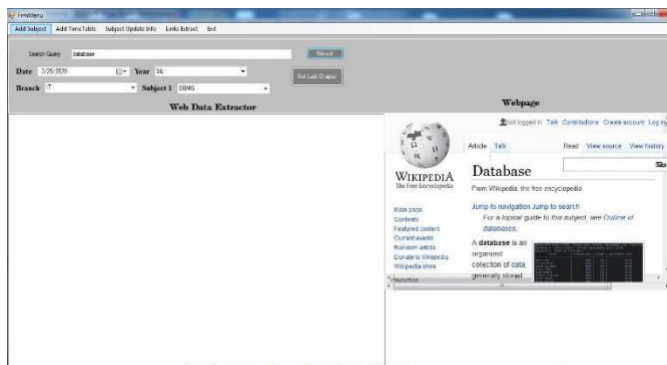 FrmMenu
Add Subject Add TimeTable Subject Update Info Links Extract Exit
Search Query database
Date 3/26/2020 Year
Branch IT Subject 1
Get Last Chapter
Web Data Extractor
Webpage
Not logged in Talk Contributions Create account Log in
Article Talk Read View source View history
WIKIPEDIA
The Free Encyclopedia
Database
From Wikipedia, the free encyclopedia
Jump to navigation Jump to search
For a topical guide to this subject, see Outline of
databases.
A database is an
organized
collection of data,
generally stored
Main page
Contents
Featured content
Current events
Random article
Donate to Wikipedia
Wikipedia store
Interaction